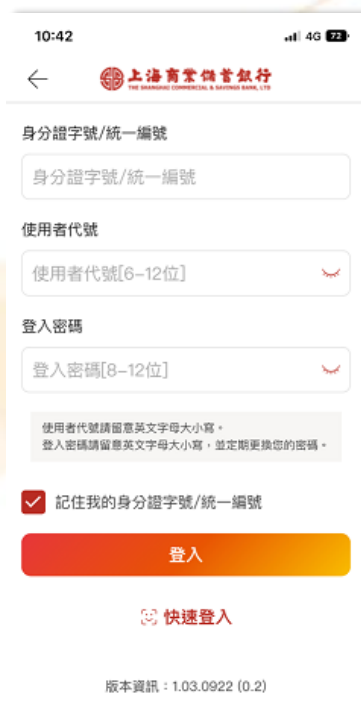 10:42
4G 72
上海商業儲蓄銀行
THE SHANGHAI COMMERCIAL & SAVINGS BANK, LTD
身分證字號/統一編號
身分證字號/統一編號
使用者代號
使用者代號[6-12位]
登入密碼
登入密碼[8-12位]
使用者代號請留意英文字母大小寫。
登入密碼請留意英文字母大小寫,並定期更換您的密碼。
記住我的身分證字號/統一編號
登入
快速登入
版本資訊:1.03.0922 (0.2)